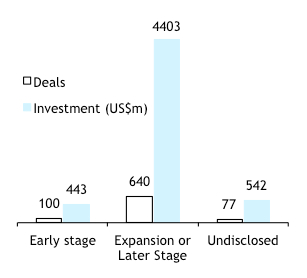 4403
Deals
Investment (US$m)
640
542
443
100
77
Early stage
Expansion or
Later Stage
Undisclosed